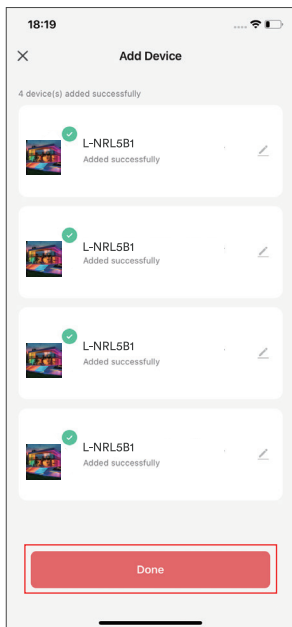 18:19
Add Device
4 device(s) added successfully
L-NRL5B1
Added successfully
L-NRL5B1
Added successfully
L-NRL5B1
Added successfully
L-NRL5B1
Added successfully
Done